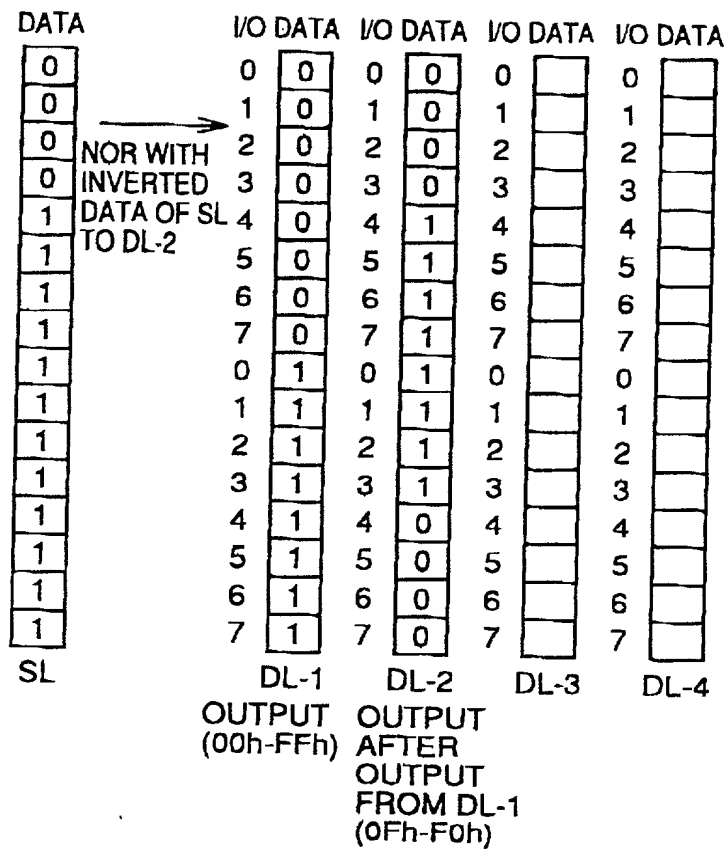 DATA I/O DATA I/O DATA I/O DATA I/O DATA
0 0 0 0 0 0 0
0 1 0 1 0 1 1
0 NOR WITH 2 0 2 0 2 2
0 INVERTED 3 0 3 0 3 3
1 DATA OF SL 4 0 4 1 4 4
1 TO DL-2 5 0 5 1 5 5
1 6 0 6 1 6 6
1 7 0 7 1 7 7
1 0 1 0 1 0 0
1 1 1 1 1 1 1
1 2 1 2 1 2 2
1 3 1 3 1 3 3
1 4 1 4 0 4 4
1 5 1 5 0 5 5
1 6 1 6 0 6 6
1 7 1 7 0 7 7
SL DL-1 DL-2 DL-3 DL-4
OUTPUT OUTPUT
(00h-FFh) AFTER
OUTPUT
FROM DL-1
(0Fh-F0h)